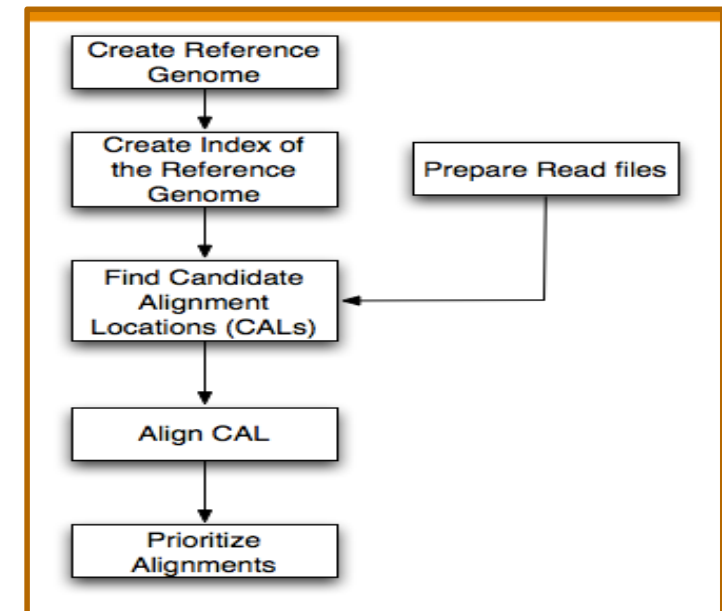 Create Reference
Genome
Create Index of
the Reference
Genome
Prepare Read files
Find Candidate
Alignment
Locations (CALs)
Align CAL
Prioritize
Alignments